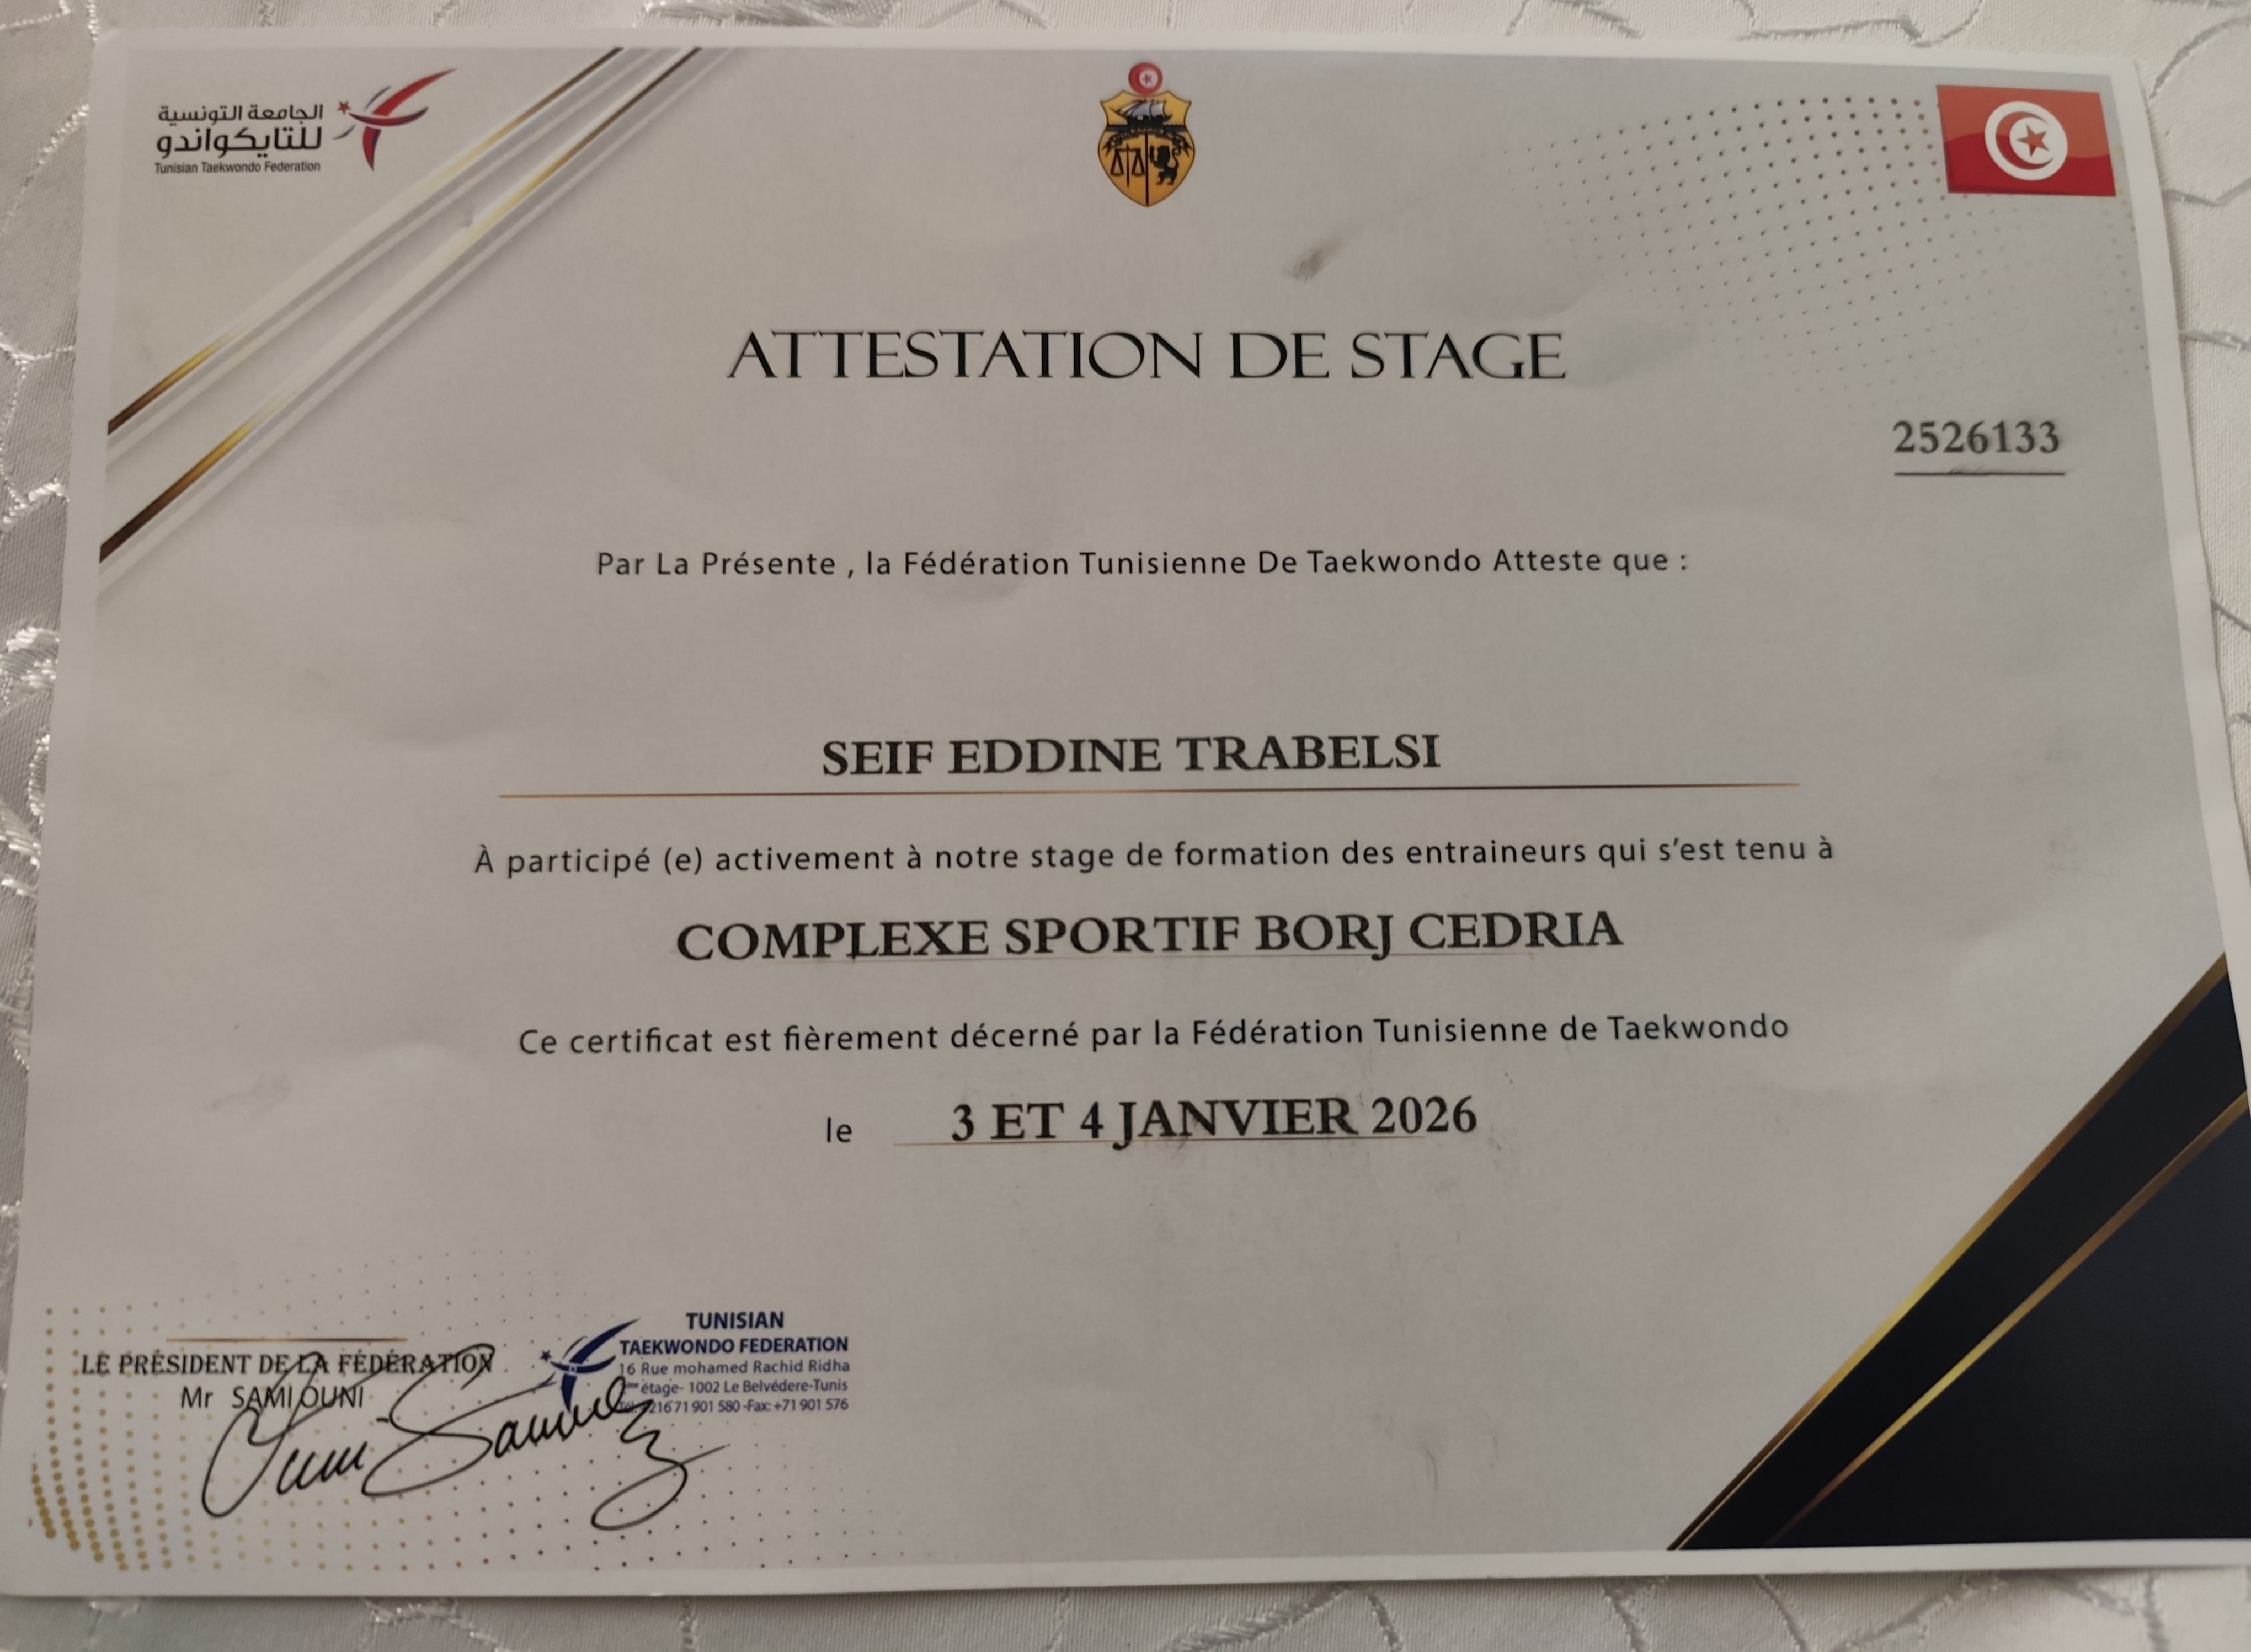 الجامعة التونسية
للتايكواندو
Tunisian Taekwondo Federation
ATTESTATION DE STAGE
2526133
Par La Présente , la Fédération Tunisienne De Taekwondo Atteste que :
SEIF EDDINE TRABELSI
À participé (e) activement à notre stage de formation des entraineurs qui s'est tenu à
COMPLEXE SPORTIF BORJ CEDRIA
Ce certificat est fièrement décerné par la Fédération Tunisienne de Taekwondo
le 3 ET 4 JANVIER 2026
LE PRÉSIDENT DE LA FÉDÉRATION
Mr SAMI OUNI
TUNISIAN
TAEKWONDO FEDERATION
16 Rue mohamed Rachid Ridha
étage- 1002 Le Belvédere-Tunis
21671 901 580 -Fax: +71 901 576